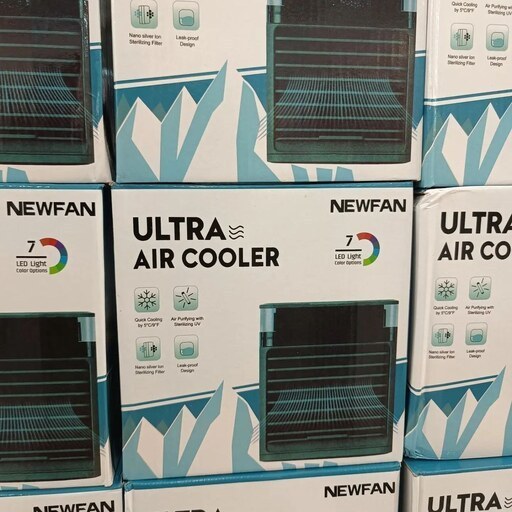 Nano silver Ion
Sterilizing Filter
Leak-proof
Design
Quick Cooling
by 5°C/9°F
Air Purifying with
Sterilizing UV
Nano silver Ion
Sterilizing Filter
Leak-proof
Design
NEWFAN
7
LED Light
Color Options
NEWFAN
ULTRA
AIR COOLER
7
LED Light
Color Options
Quick Cooling
by 5°C/9°F
Air Purifying with
Sterilizing UV
Nano silver Ion
Sterilizing Filter
Leak-proof
Design
ULTRA
AIR CO
Quick Cooling
by 5°C/9°F
Air Purifying with
Sterilizing UV
Nano silver Ion
Sterilizing Filter
Leak-proof
Design
NEWFAN
NEWFAN
ULTRA